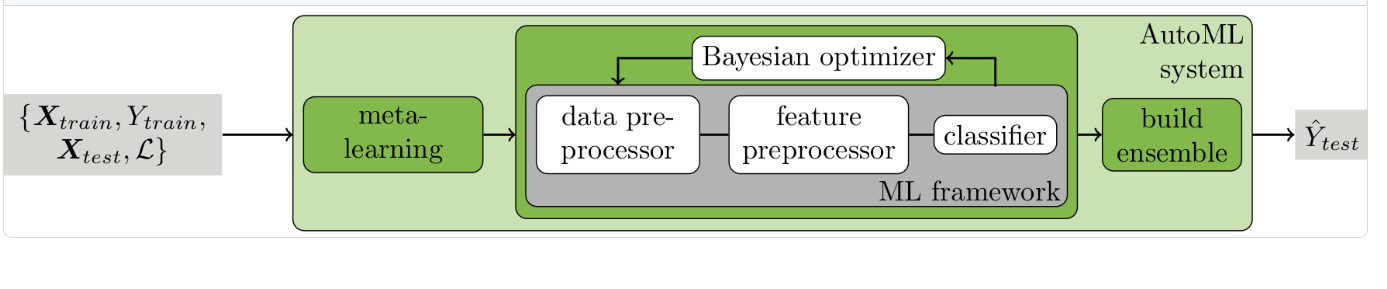 {X_train, Y_train,
X_test, ℒ}
meta-
learning
Bayesian optimizer
data pre-
processor
feature
preprocessor
classifier
ML framework
AutoML
system
build
ensemble
Ŷ_test